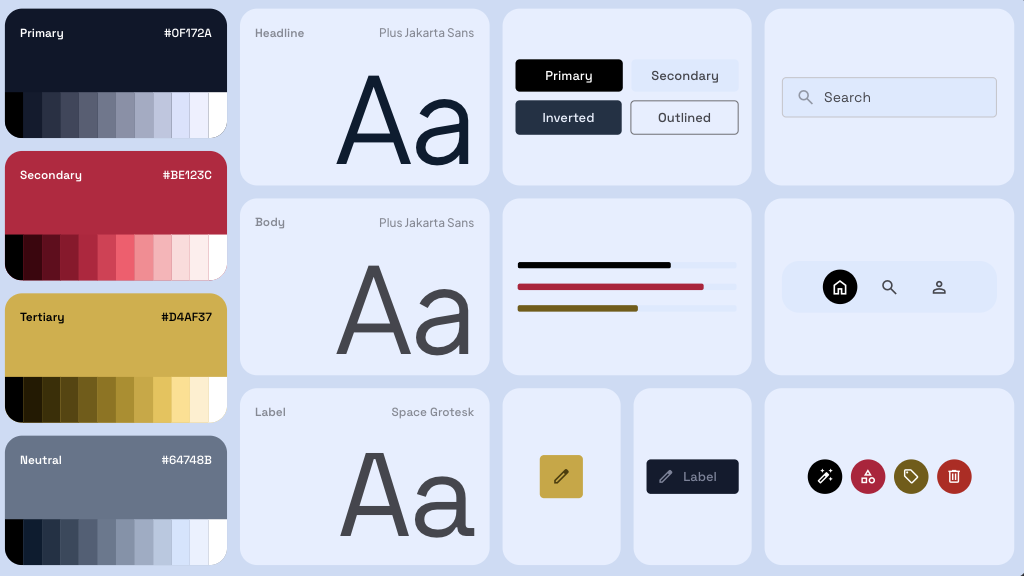 Primary #0F172A
Secondary #BE123C
Tertiary #D4AF37
Neutral #64748B
Headline Plus Jakarta Sans
Aa
Body Plus Jakarta Sans
Aa
Label Space Grotesk
Aa
Primary Secondary
Inverted Outlined
Label
Search